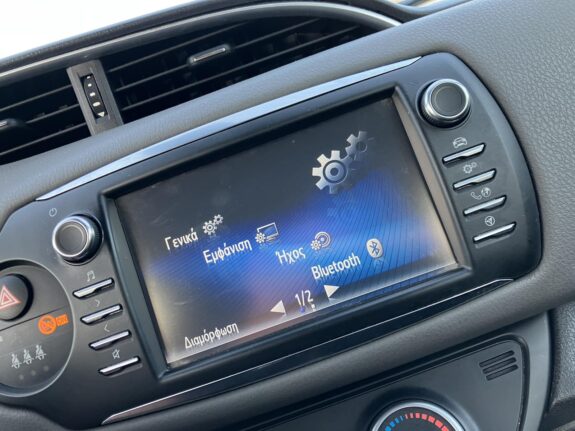 Γενικά
Εμφάνιση
Ήχος
Bluetooth
1/2
Διαμόρφωση